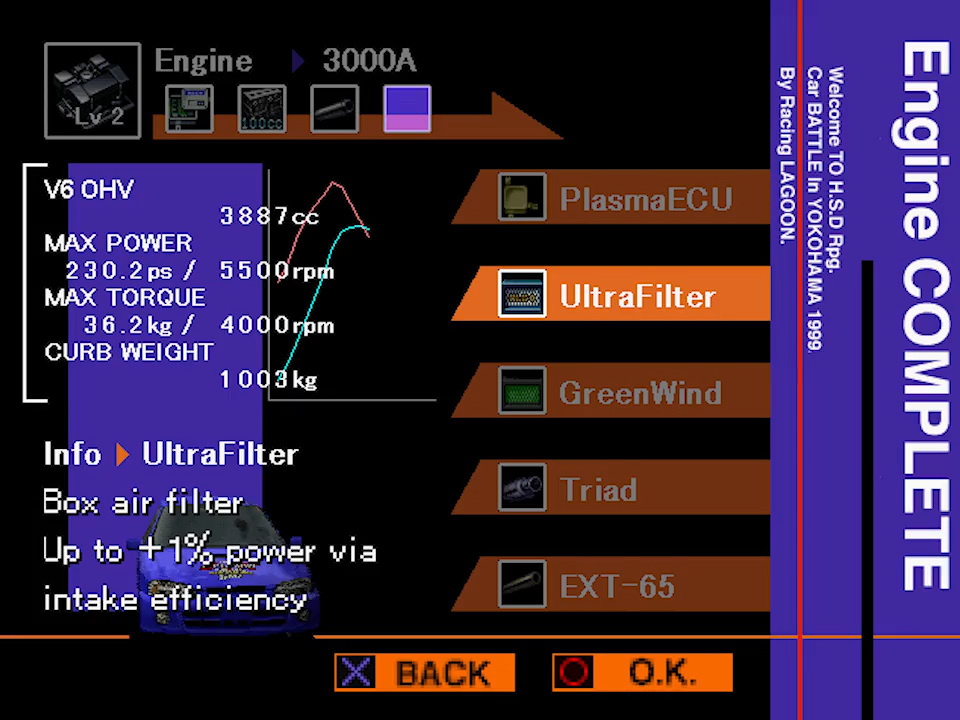 Engine 3000A
Lv 2
100cc
V6 OHV
3887cc
MAX POWER
230.2ps / 5500rpm
MAX TORQUE
36.2kg / 4000rpm
CURB WEIGHT
1003kg
Info UltraFilter
Box air filter
Up to +1% power via
intake efficiency
PlasmaECU
UltraFilter
GreenWind
Triad
EXT-65
BACK
O.K.
Engine COMPLETE
Welcome TO H.S.D Rpg.
Car BATTLE In YOKOHAMA 1999.
By Racing LAGOON.